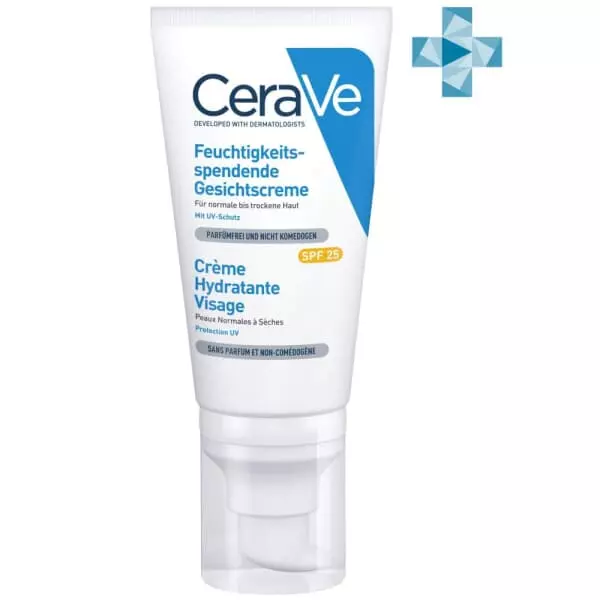 CeraVe
DEVELOPED WITH DERMATOLOGISTS
Feuchtigkeits-
spendende
Gesichtscreme
Für normale bis trockene Haut
Mit UV-Schutz
PARFÜMFREI UND NICHT KOMEDOGEN
SPF 25
Crème
Hydratante
Visage
Peaux Normales à Sèches
Protection UV
SANS PARFUM ET NON-COMÉDOGÈNE